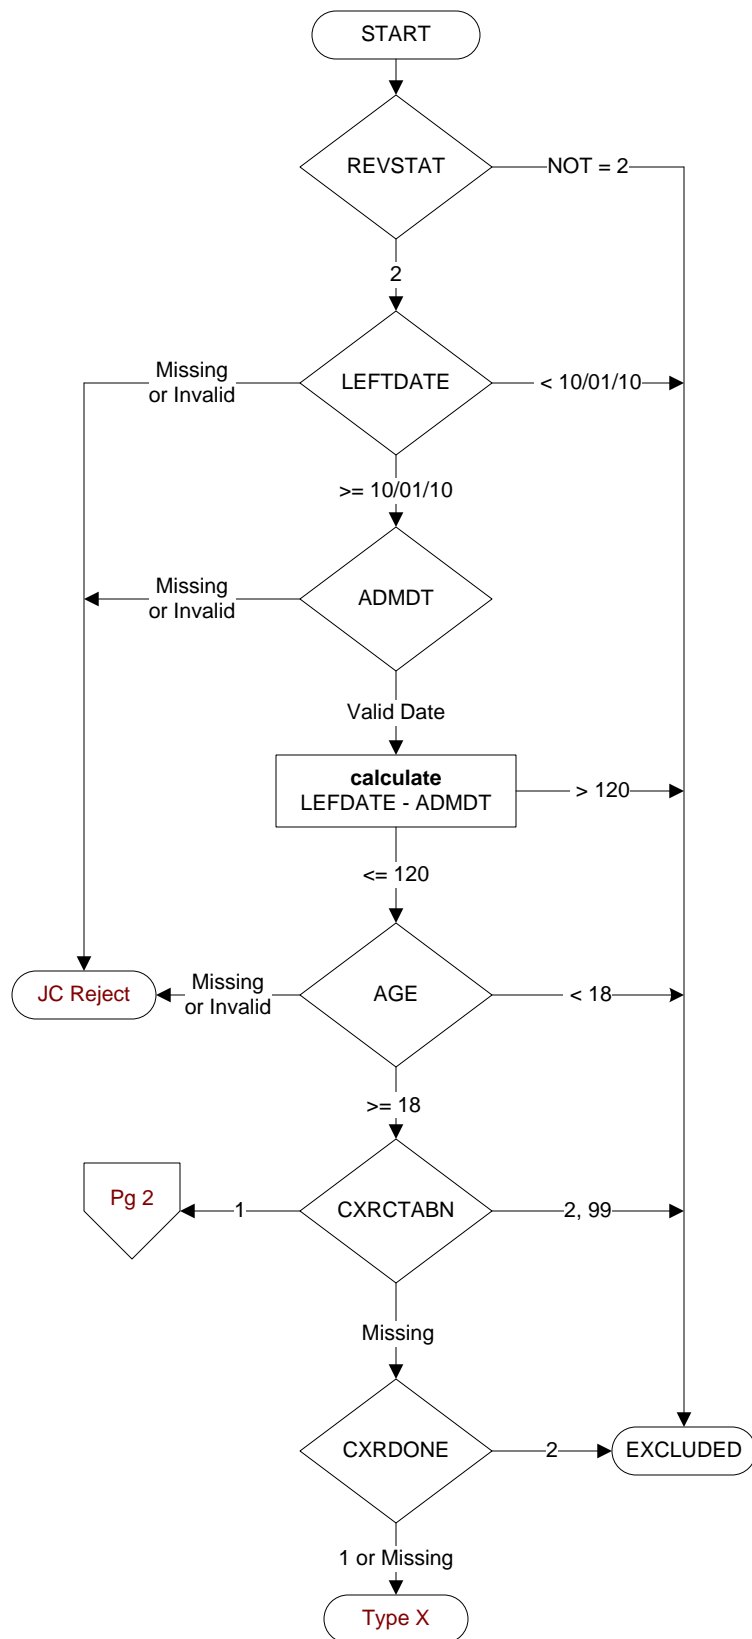 START
REVSTAT
NOT = 2
2
Missing
or Invalid
LEFTDATE
< 10/01/10
>= 10/01/10
Missing
or Invalid
ADMDT
Valid Date
calculate
LEFDATE - ADMDT
> 120
<= 120
JC Reject
Missing
or Invalid
AGE
< 18
>= 18
Pg 2
1
CXRCTABN
2, 99
Missing
CXRDONE
2
EXCLUDED
1 or Missing
Type X